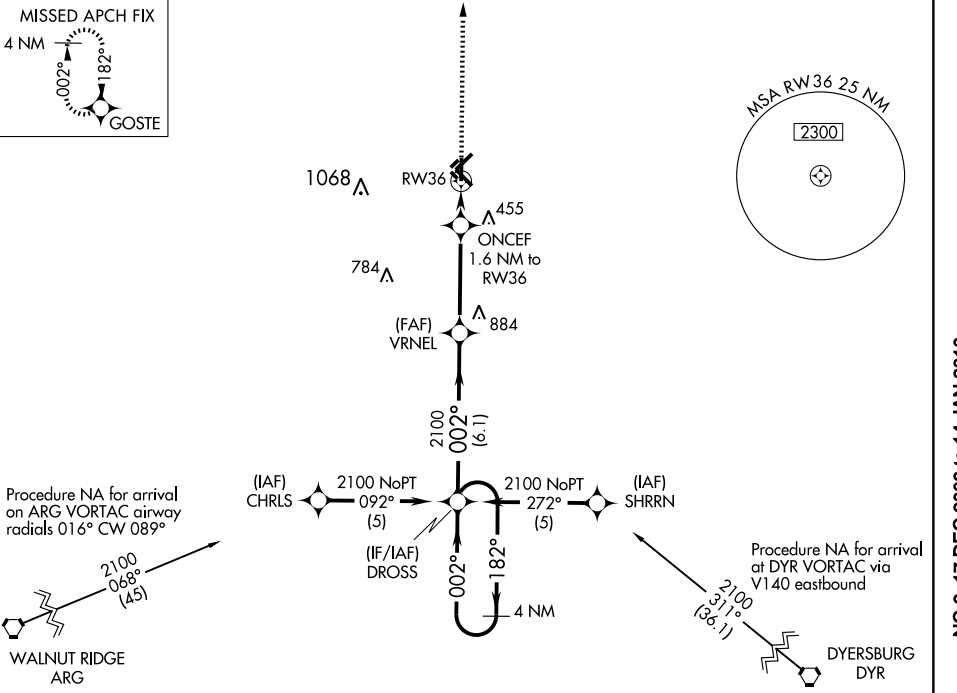 MISSED APCH FIX
4 NM
002°
182°
GOSTE
MSA RW36 25 NM
2300
1068
RW36
455
ONCEF
1.6 NM to
RW36
784
(FAF)
VRNEL
884
2100
002°
(6.1)
(IAF)
CHRLS
2100 NoPT
092°
(5)
2100 NoPT
272°
(5)
(IAF)
SHRRN
(IF/IAF)
DROSS
002°
182°
4 NM
Procedure NA for arrival
on ARG VORTAC airway
radials 016° CW 089°
2100
068°
(45)
WALNUT RIDGE
ARG
Procedure NA for arrival
at DYR VORTAC via
V140 eastbound
2100
311°
(36.1)
DYERSBURG
DYR